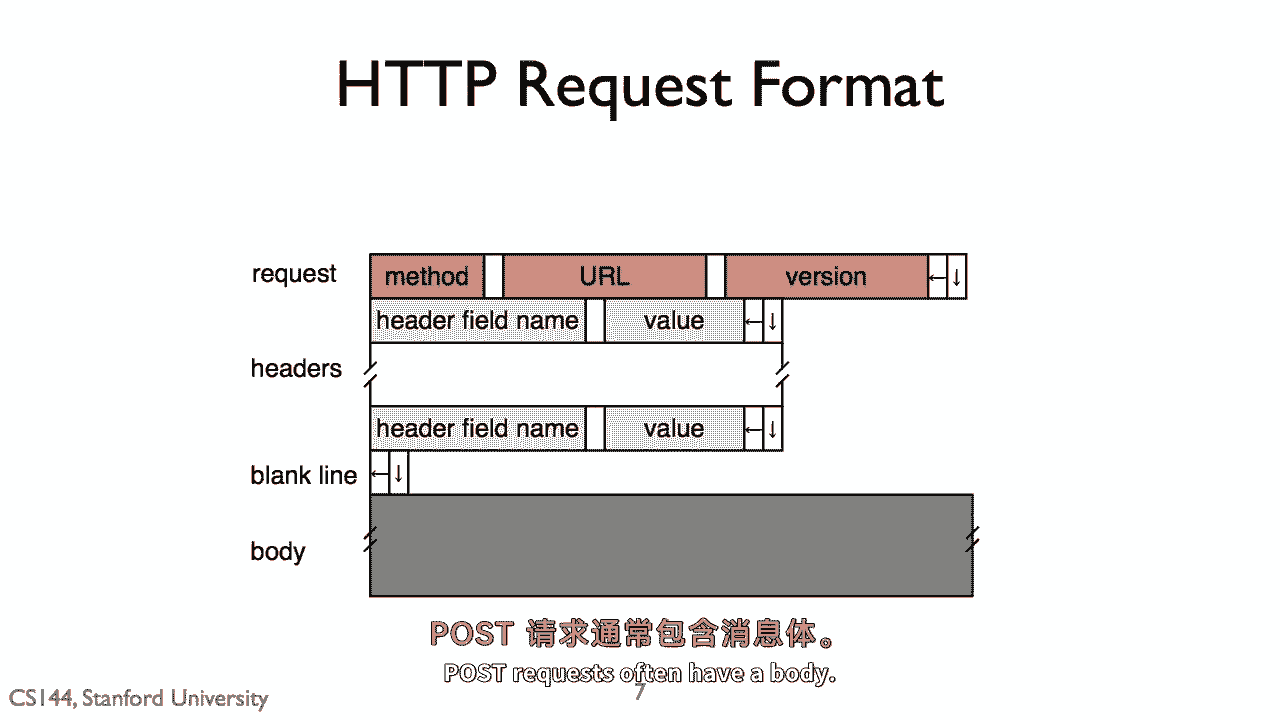 HTTP Request Format
request method URL version ← ↓
header field name value ← ↓
headers
header field name value ← ↓
blank line ← ↓
body
POST 请求通常包含消息体。
POST requests often have a body.
7
CS144, Stanford University